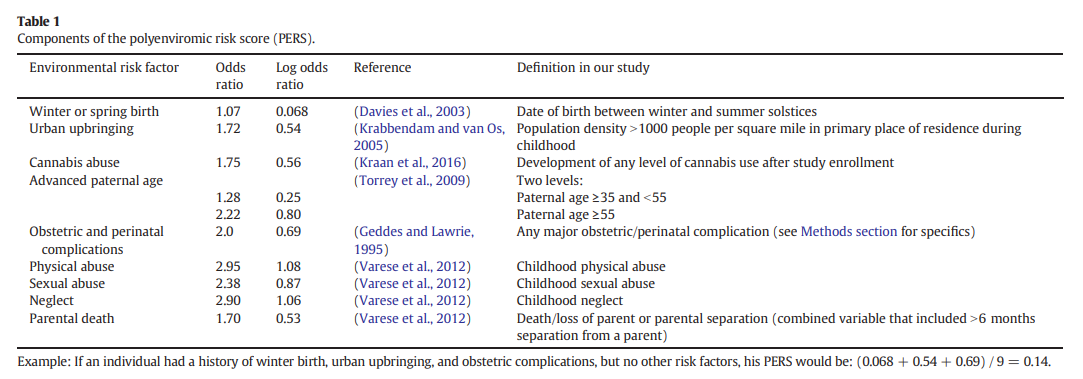 Table 1
Components of the polyenviromic risk score (PERS).
Environmental risk factor Odds ratio Log odds ratio Reference Definition in our study
Winter or spring birth 1.07 0.068 (Davies et al., 2003) Date of birth between winter and summer solstices
Urban upbringing 1.72 0.54 (Krabbendam and van Os, 2005) Population density >1000 people per square mile in primary place of residence during childhood
Cannabis abuse 1.75 0.56 (Kraan et al., 2016) Development of any level of cannabis use after study enrollment
Advanced paternal age (Torrey et al., 2009) Two levels:
1.28 0.25 Paternal age ≥35 and <55
2.22 0.80 Paternal age ≥55
Obstetric and perinatal complications 2.0 0.69 (Geddes and Lawrie, 1995) Any major obstetric/perinatal complication (see Methods section for specifics)
Physical abuse 2.95 1.08 (Varese et al., 2012) Childhood physical abuse
Sexual abuse 2.38 0.87 (Varese et al., 2012) Childhood sexual abuse
Neglect 2.90 1.06 (Varese et al., 2012) Childhood neglect
Parental death 1.70 0.53 (Varese et al., 2012) Death/loss of parent or parental separation (combined variable that included >6 months separation from a parent)
Example: If an individual had a history of winter birth, urban upbringing, and obstetric complications, but no other risk factors, his PERS would be: (0.068 + 0.54 + 0.69) / 9 = 0.14.